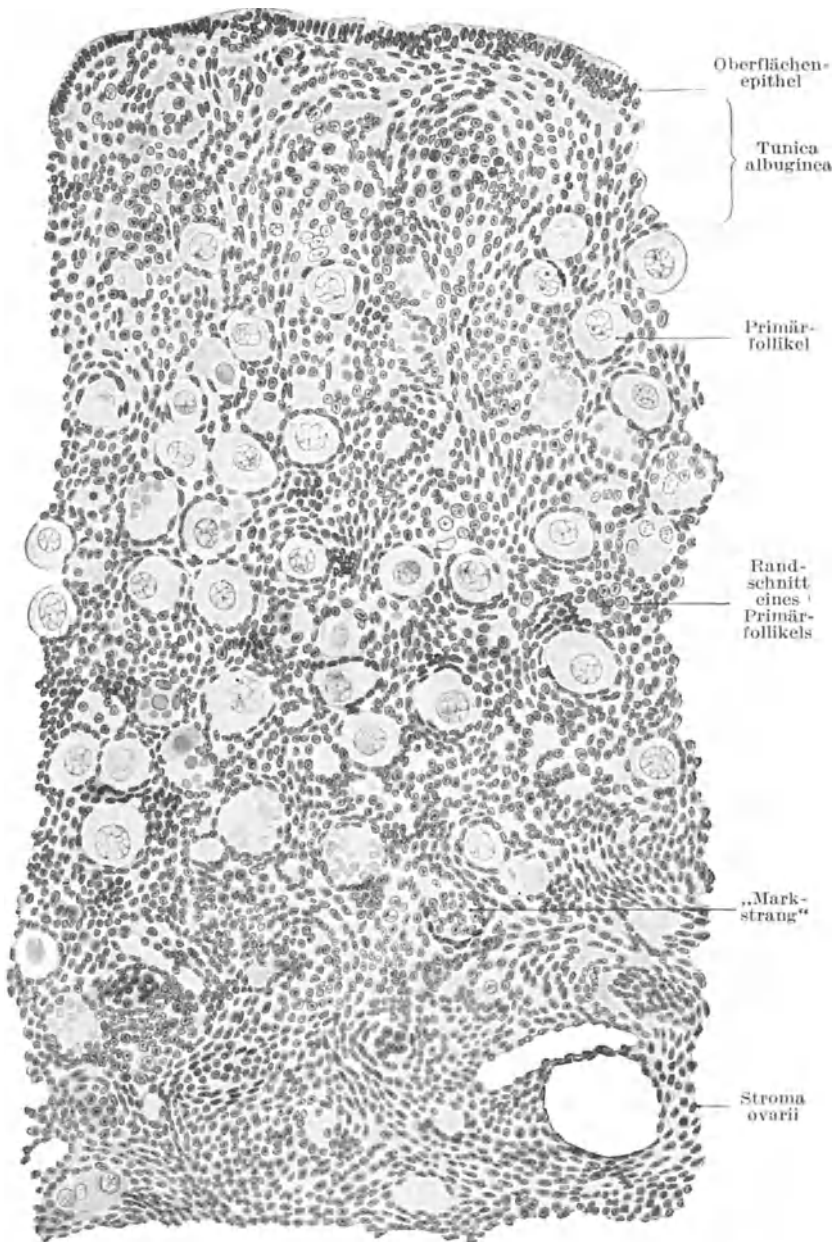 Oberflächen-
epithel
Tunica
albuginea
Primär-
follikel
Rand-
schnitt
eines
Primär-
follikels
„Mark-
strang“
Stroma
ovarii